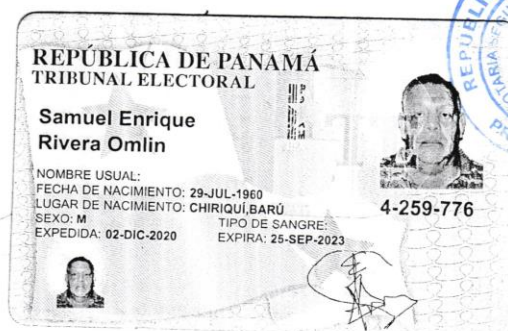 REPÚBLICA DE PANAMÁ
TRIBUNAL ELECTORAL
Samuel Enrique
Rivera Omlin
NOMBRE USUAL:
FECHA DE NACIMIENTO: 29-JUL-1960
LUGAR DE NACIMIENTO: CHIRIQUÍ,BARÚ
SEXO: M TIPO DE SANGRE:
EXPEDIDA: 02-DIC-2020 EXPIRA: 25-SEP-2023
4-259-776
REPÚBL